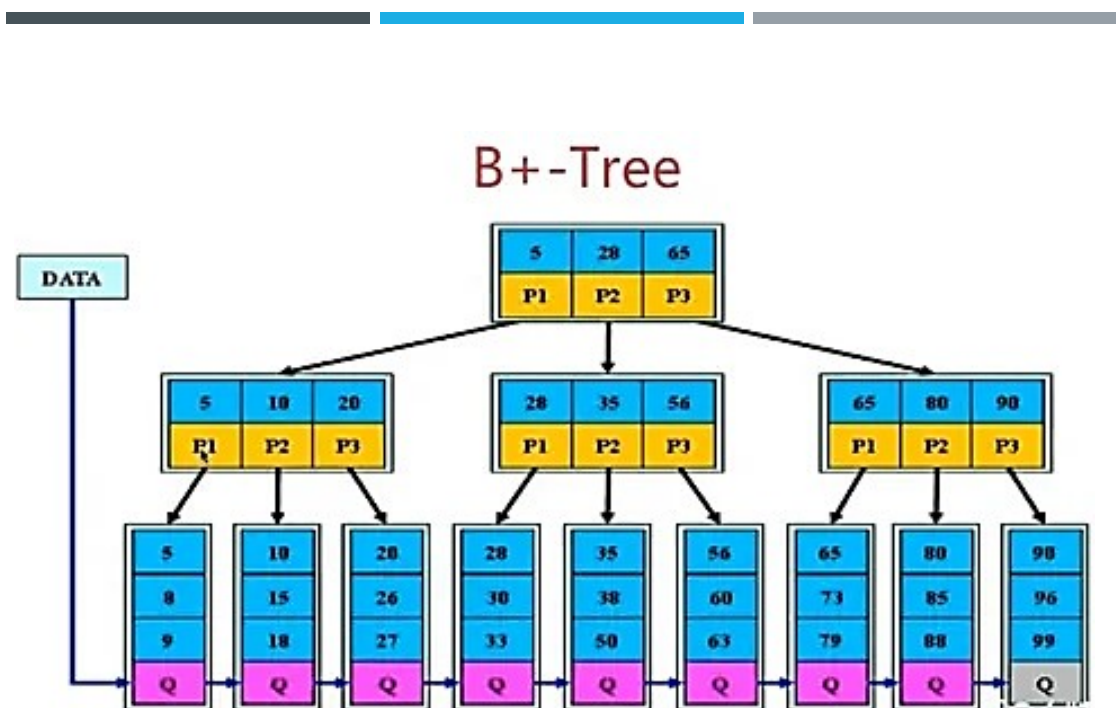 B+-Tree
5 28 65
DATA
P1 P2 P3
5 10 20
28 35 56
65 80 90
P1 P2 P3
P1 P2 P3
P1 P2 P3
5 10 20 28 35 56 65 80 90
8 15 26 30 38 60 73 85 96
9 18 27 33 50 63 79 88 99
Q Q Q Q Q Q Q Q Q